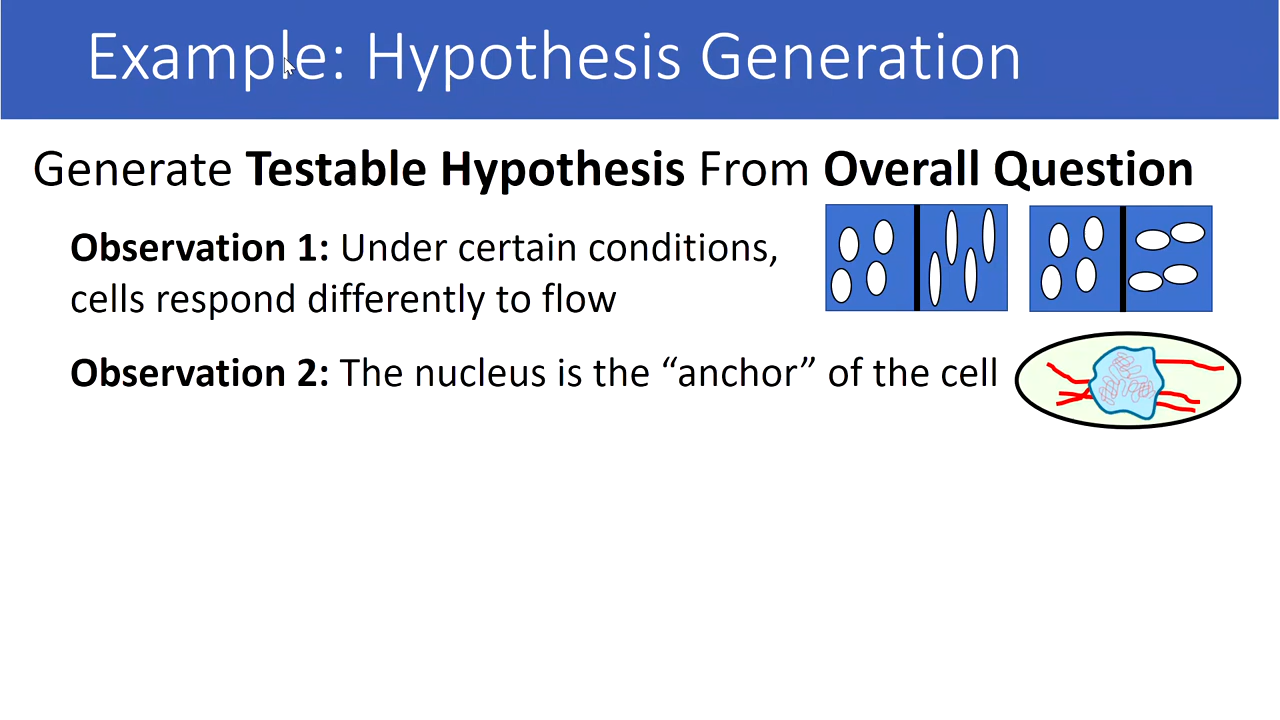 Example: Hypothesis Generation
Generate Testable Hypothesis From Overall Question
Observation 1: Under certain conditions,
cells respond differently to flow
Observation 2: The nucleus is the “anchor” of the cell